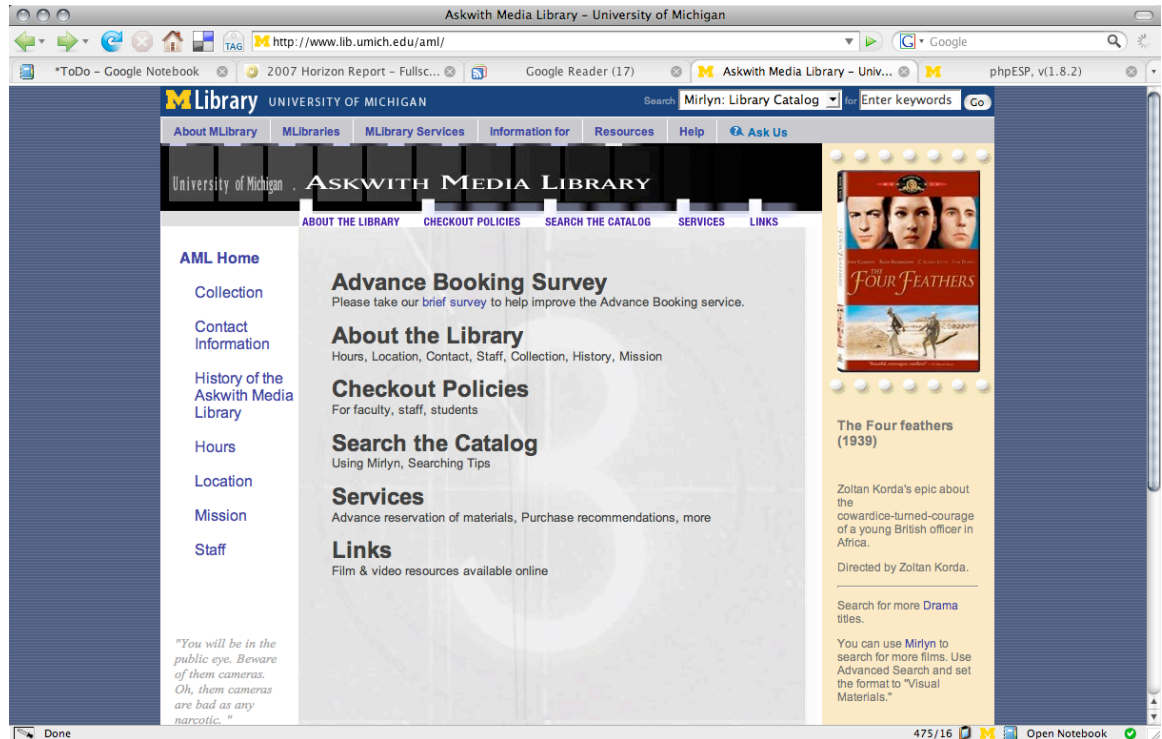 Askwith Media Library – University of Michigan
TAG
http://www.lib.umich.edu/aml/
Google
*ToDo – Google Notebook
2007 Horizon Report – Fullsc...
Google Reader (17)
Askwith Media Library – Univ...
phpESP, v(1.8.2)
M Library UNIVERSITY OF MICHIGAN
Search Mirlyn: Library Catalog for Enter keywords Go
About MLibrary MLibraries MLibrary Services Information for Resources Help Ask Us
University of Michigan . ASKWITH MEDIA LIBRARY
ABOUT THE LIBRARY CHECKOUT POLICIES SEARCH THE CATALOG SERVICES LINKS
AML Home
Collection
Contact
Information
History of the
Askwith Media
Library
Hours
Location
Mission
Staff
"You will be in the
public eye. Beware
of them cameras.
Oh, them cameras
are bad as any
narcotic. "
Advance Booking Survey
Please take our brief survey to help improve the Advance Booking service.
About the Library
Hours, Location, Contact, Staff, Collection, History, Mission
Checkout Policies
For faculty, staff, students
Search the Catalog
Using Mirlyn, Searching Tips
Services
Advance reservation of materials, Purchase recommendations, more
Links
Film & video resources available online
3
THE
FOUR FEATHERS
The Four feathers
(1939)
Zoltan Korda's epic about
the
cowardice-turned-courage
of a young British officer in
Africa.
Directed by Zoltan Korda.
Search for more Drama
titles.
You can use Mirlyn to
search for more films. Use
Advanced Search and set
the format to "Visual
Materials."
Done
475/16
Open Notebook